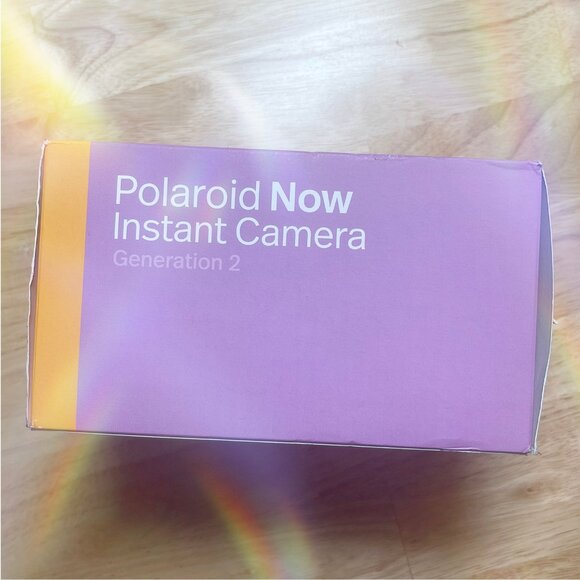 Polaroid Now
Instant Camera
Generation 2